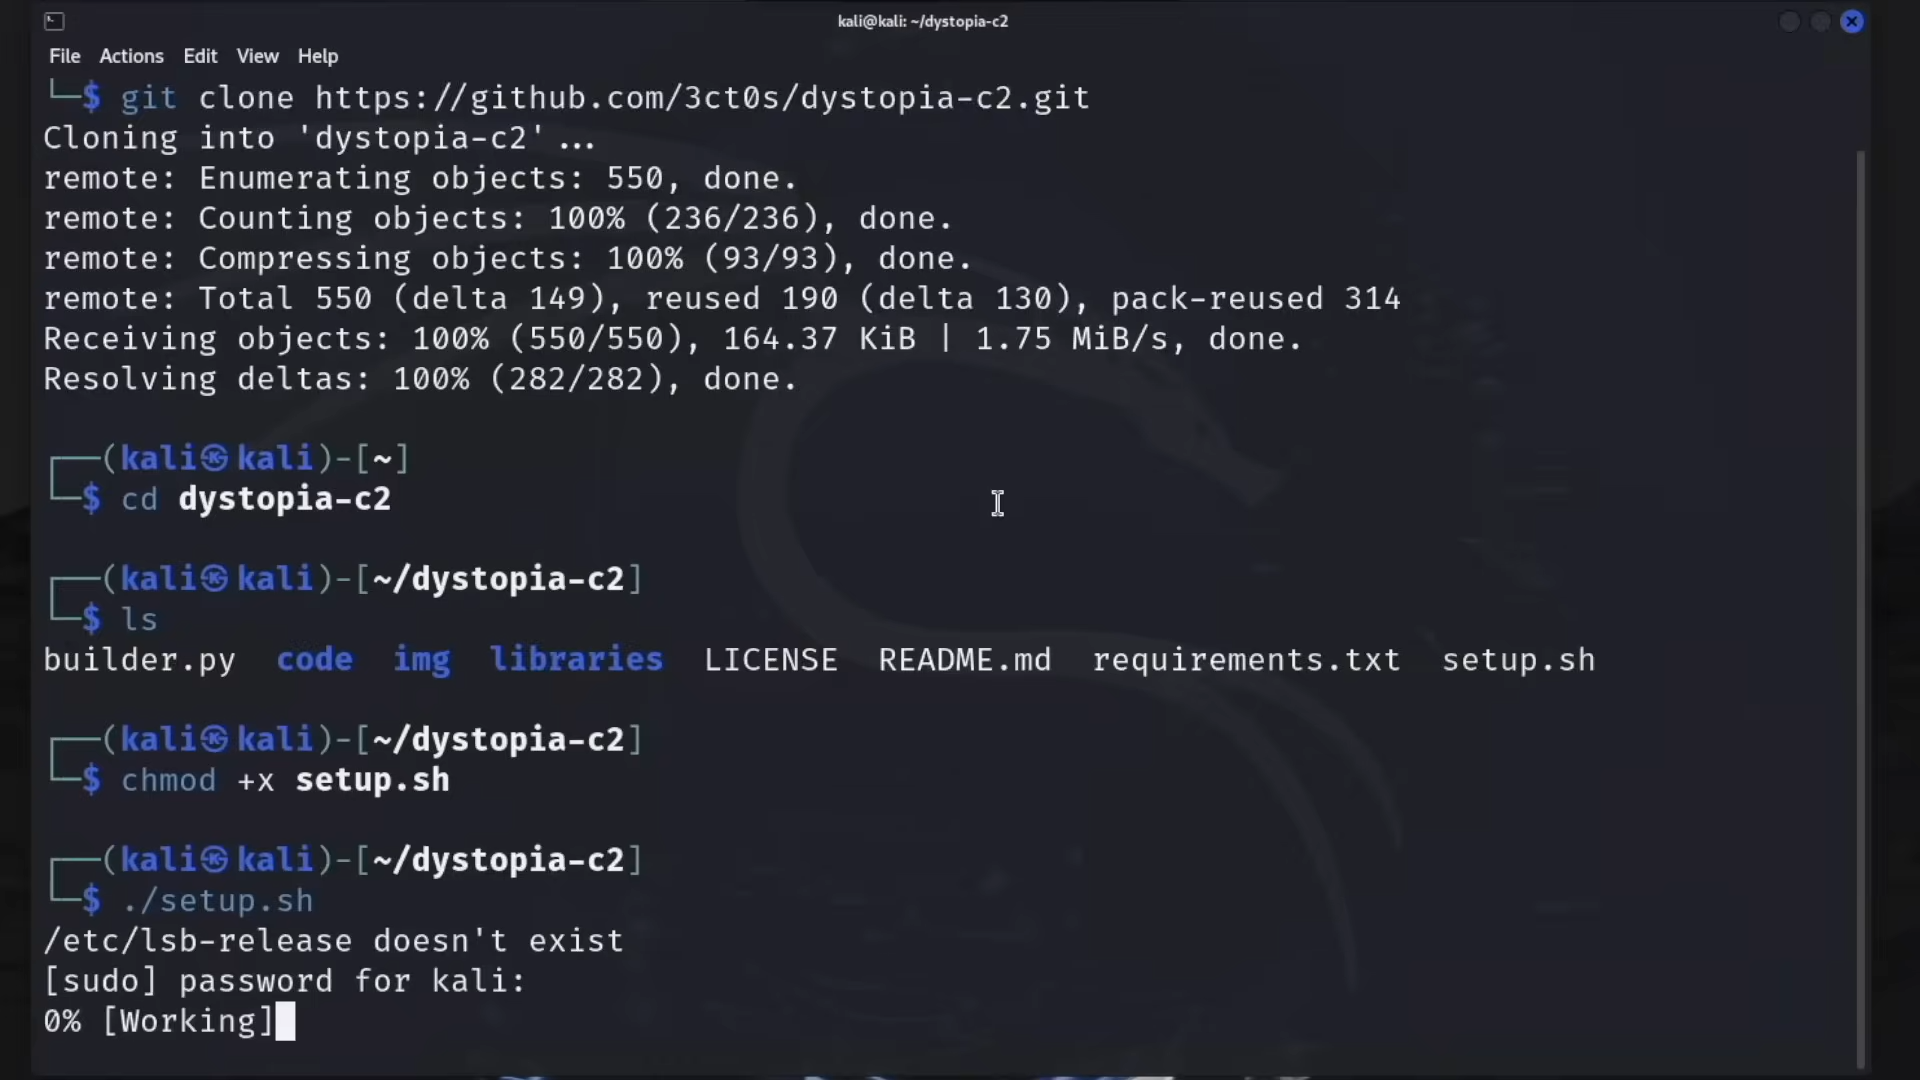 kali@kali: ~/dystopia-c2
File Actions Edit View Help
└─$ git clone https://github.com/3ct0s/dystopia-c2.git
Cloning into 'dystopia-c2' ...
remote: Enumerating objects: 550, done.
remote: Counting objects: 100% (236/236), done.
remote: Compressing objects: 100% (93/93), done.
remote: Total 550 (delta 149), reused 190 (delta 130), pack-reused 314
Receiving objects: 100% (550/550), 164.37 KiB | 1.75 MiB/s, done.
Resolving deltas: 100% (282/282), done.
┌──(kali㉿kali)-[~]
└─$ cd dystopia-c2
┌──(kali㉿kali)-[~/dystopia-c2]
└─$ ls
builder.py code img libraries LICENSE README.md requirements.txt setup.sh
┌──(kali㉿kali)-[~/dystopia-c2]
└─$ chmod +x setup.sh
┌──(kali㉿kali)-[~/dystopia-c2]
└─$ ./setup.sh
/etc/lsb-release doesn't exist
[sudo] password for kali:
0% [Working]